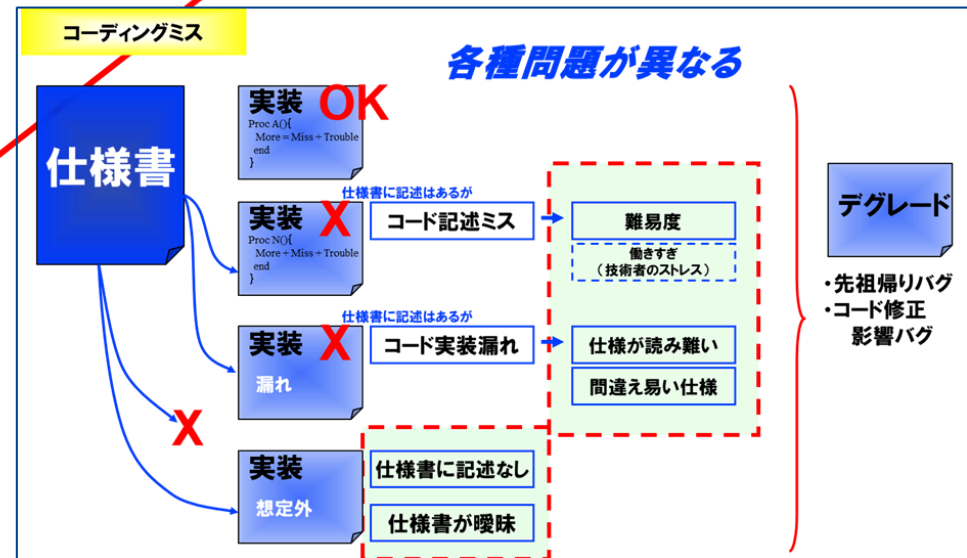 コーディングミス
各種問題が異なる
仕様書
実装 OK
Proc A(){
More = Miss + Trouble
end
}
仕様書に記述はあるが
実装 X
Proc N(){
More + Miss + Trouble
end
}
コード記述ミス
難易度
働きすぎ
（技術者のストレス）
仕様書に記述はあるが
実装 X
漏れ
コード実装漏れ
仕様が読み難い
間違え易い仕様
X
実装
想定外
仕様書に記述なし
仕様書が曖昧
デグレード
・先祖帰りバグ
・コード修正
影響バグ